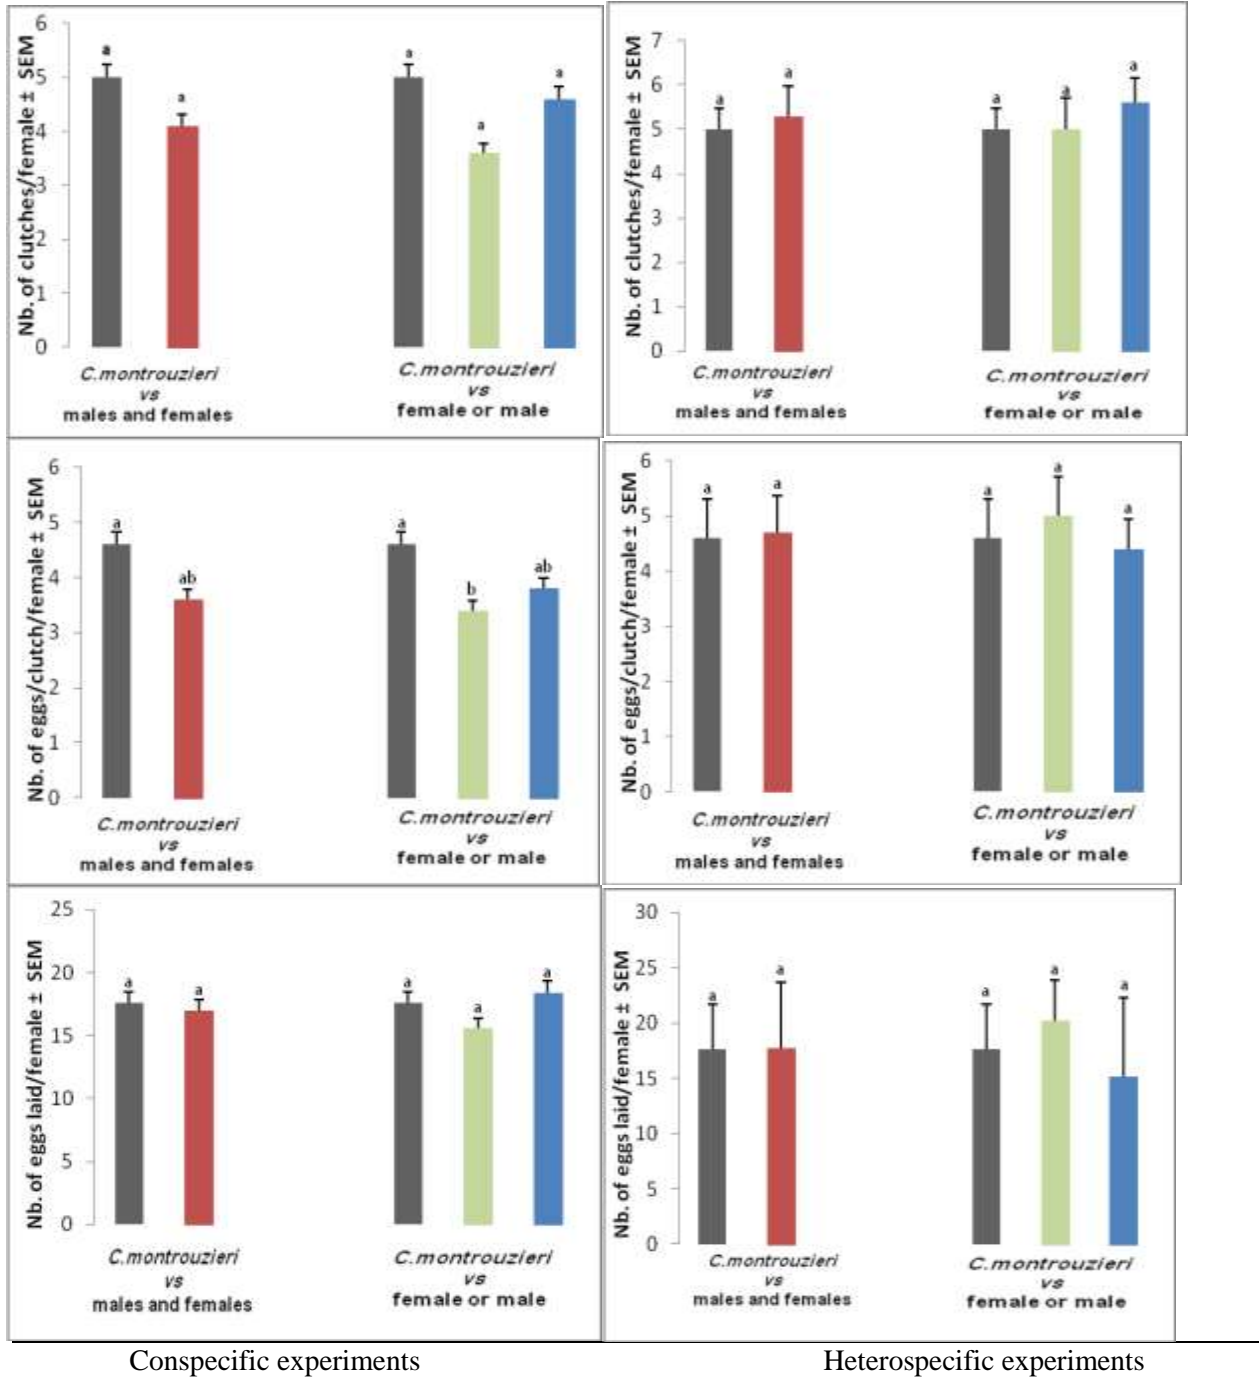 Nb. of clutches/female ± SEM
6
5
4
3
2
1
0
a
a
a
a
a
C.montrouzieri
vs
males and females
C.montrouzieri
vs
female or male
Nb. of clutches/female ± SEM
7
6
5
4
3
2
1
0
a
a
a
a
a
C.montrouzieri
vs
males and females
C.montrouzieri
vs
female or male
Nb. of eggs/clutch/female ± SEM
6
5
4
3
2
1
0
a
ab
a
b
ab
C.montrouzieri
vs
males and females
C.montrouzieri
vs
female or male
Nb. of eggs/clutch/female ± SEM
6
5
4
3
2
1
0
a
a
a
a
a
C.montrouzieri
vs
males and females
C.montrouzieri
vs
female or male
Nb. of eggs laid/female ± SEM
25
20
15
10
5
0
a
a
a
a
a
C.montrouzieri
vs
males and females
C.montrouzieri
vs
female or male
Nb. of eggs laid/female ± SEM
30
25
20
15
10
5
0
a
a
a
a
a
C.montrouzieri
vs
males and females
C.montrouzieri
vs
female or male
Conspecific experiments
Heterospecific experiments